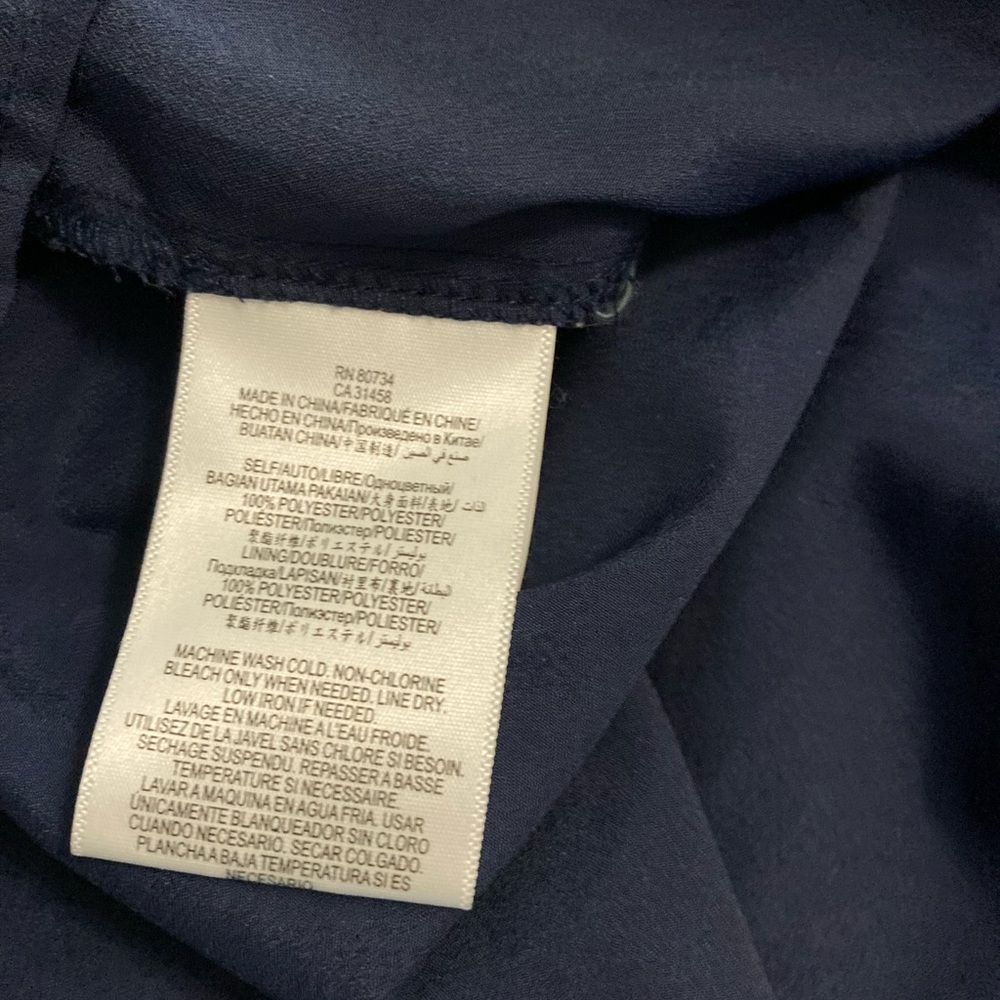 RN 80734
CA 31458
MADE IN CHINA/FABRIQUÉ EN CHINE/
HECHO EN CHINA/Произведено в Китае/
BUATAN CHINA/中国制造/ صنع في الصين
SELF/AUTO/LIBRE/Одноцветный/
BAGIAN UTAMA PAKAIAN/大身面料/表地/ الذات
100% POLYESTER/POLYESTER/
POLIÉSTER/Полиэстер/POLIESTER/
聚酯纤维/ポリエステル/ بوليستر
LINING/DOUBLURE/FORRO/
Подкладка/LAPISAN/衬里布/裏地/ البطانة
100% POLYESTER/POLYESTER/
POLIÉSTER/Полиэстер/POLIESTER/
聚酯纤维/ポリエステル/ بوليستر
MACHINE WASH COLD. NON-CHLORINE
BLEACH ONLY WHEN NEEDED. LINE DRY.
LOW IRON IF NEEDED.
LAVAGE EN MACHINE A L'EAU FROIDE.
UTILISEZ DE LA JAVEL SANS CHLORE SI BESOIN.
SECHAGE SUSPENDU. REPASSER A BASSE
TEMPERATURE SI NECESSAIRE
LAVAR A MAQUINA EN AGUA FRIA. USAR
ÚNICAMENTE BLANQUEADOR SIN CLORO
CUANDO NECESARIO. SECAR COLGADO.
PLANCHA A BAJA TEMPERATURA SI ES
NECESARIO